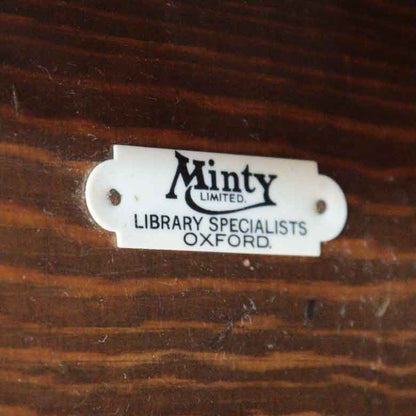 Minty
LIMITED.
LIBRARY SPECIALISTS
OXFORD.